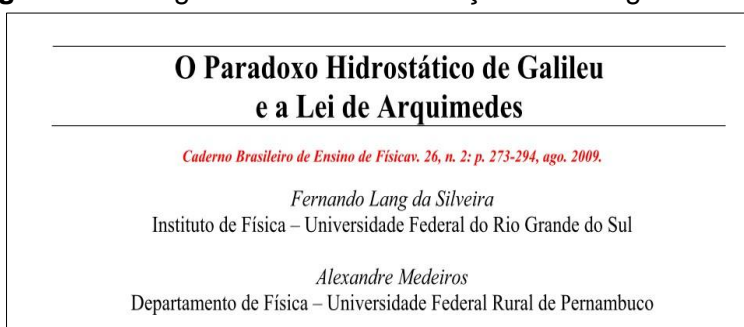 O Paradoxo Hidrostático de Galileu
e a Lei de Arquimedes
Caderno Brasileiro de Ensino de Físicav. 26, n. 2: p. 273-294, ago. 2009.
Fernando Lang da Silveira
Instituto de Física – Universidade Federal do Rio Grande do Sul
Alexandre Medeiros
Departamento de Física – Universidade Federal Rural de Pernambuco